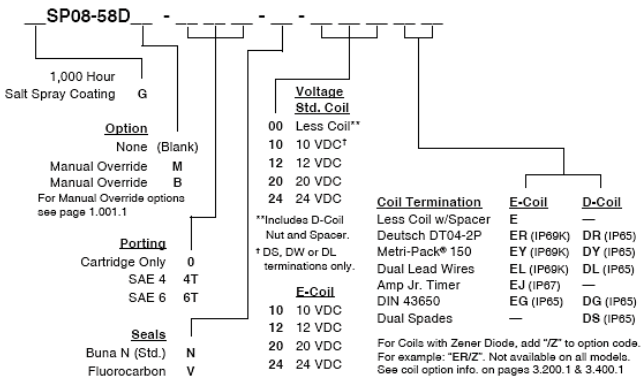 __SP08-58D__ - ___ - _ - ___ __
1,000 Hour
Salt Spray Coating G
Option
None (Blank)
Manual Override M
Manual Override B
For Manual Override options
see page 1.001.1
Porting
Cartridge Only 0
SAE 4 4T
SAE 6 6T
Seals
Buna N (Std.) N
Fluorocarbon V
Voltage
Std. Coil
00 Less Coil**
10 10 VDC†
12 12 VDC
20 20 VDC
24 24 VDC
**Includes D-Coil
Nut and Spacer.
† DS, DW or DL
terminations only.
E-Coil
10 10 VDC
12 12 VDC
20 20 VDC
24 24 VDC
Coil Termination E-Coil D-Coil
Less Coil w/Spacer E —
Deutsch DT04-2P ER (IP69K) DR (IP65)
Metri-Pack® 150 EY (IP69K) DY (IP65)
Dual Lead Wires EL (IP69K) DL (IP65)
Amp Jr. Timer EJ (IP67) —
DIN 43650 EG (IP65) DG (IP65)
Dual Spades — DS (IP65)
For Coils with Zener Diode, add "/Z" to option code.
For example: "ER/Z". Not available on all models.
See coil option info. on pages 3.200.1 & 3.400.1